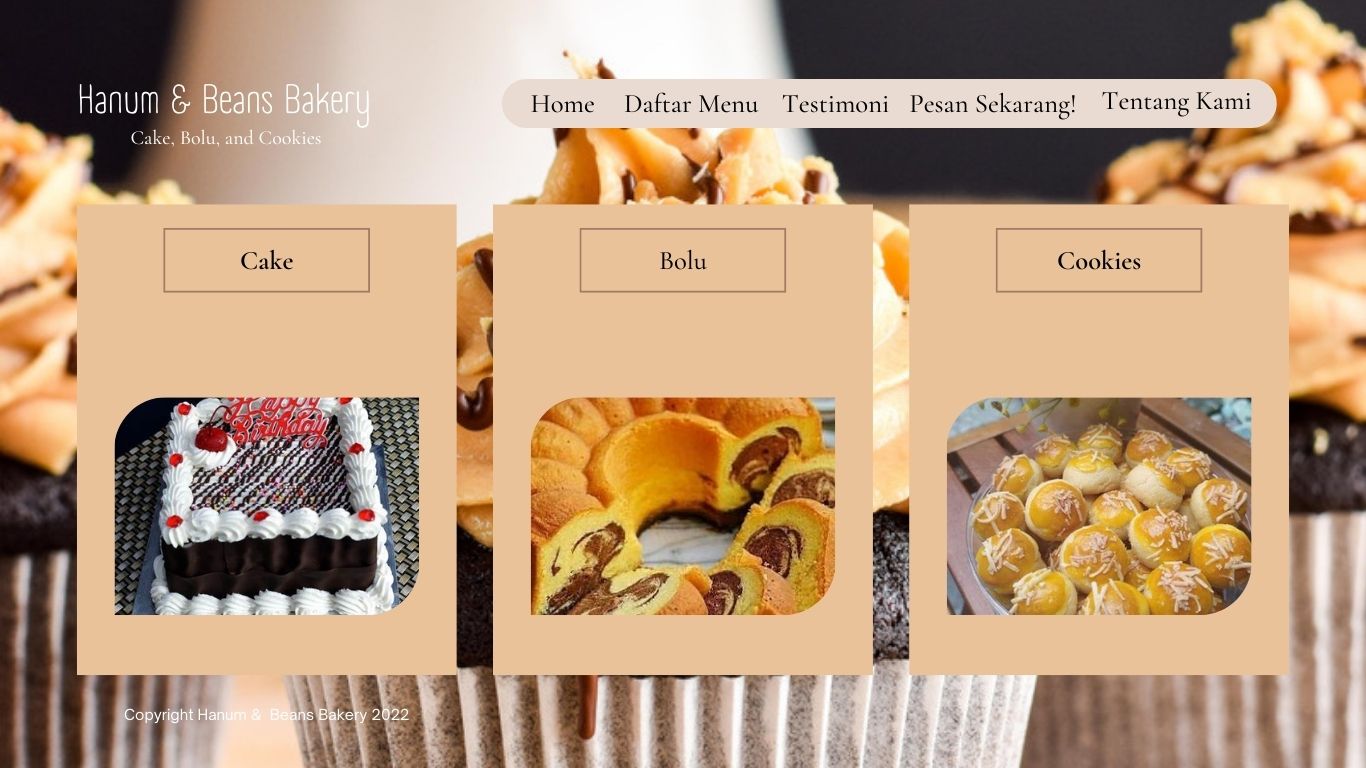 Hanum & Beans Bakery
Cake, Bolu, and Cookies
Home Daftar Menu Testimoni Pesan Sekarang! Tentang Kami
Cake
Bolu
Cookies
Happy
Birthday
Copyright Hanum & Beans Bakery 2022